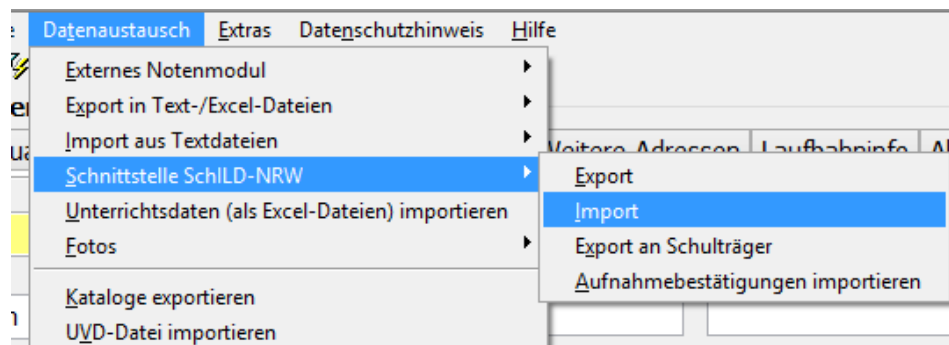 Datenaustausch Extras Datenschutzhinweis Hilfe
Externes Notenmodul
Export in Text-/Excel-Dateien
Import aus Textdateien
Weitere Adressen Laufbahninfo
Schnittstelle SchILD-NRW
Export
Unterrichtsdaten (als Excel-Dateien) importieren
Import
Fotos
Export an Schulträger
Aufnahmebestätigungen importieren
Kataloge exportieren
UVD-Datei importieren